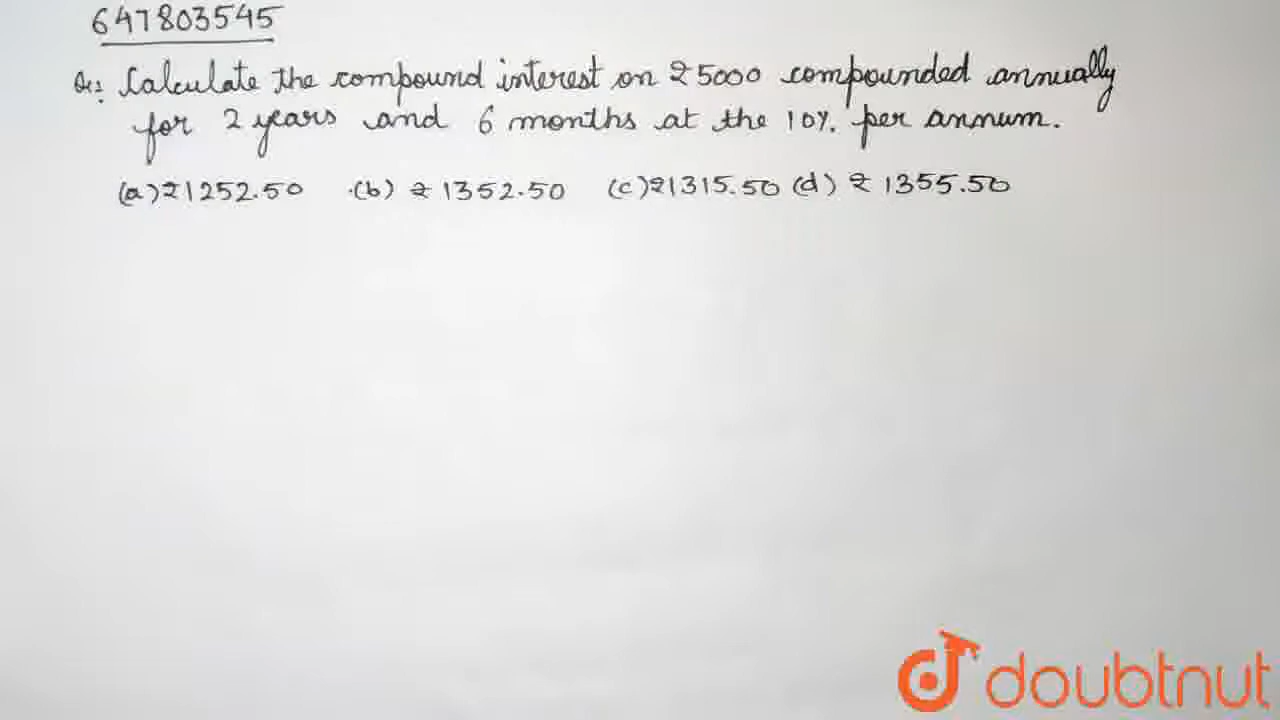 647803545
Q: Calculate the compound interest on ₹5000 compounded annually
for 2 years and 6 months at the 10% per annum.
(a) ₹1252.50 (b) ₹ 1352.50 (c) ₹1315.50 (d) ₹ 1355.50
doubtnut